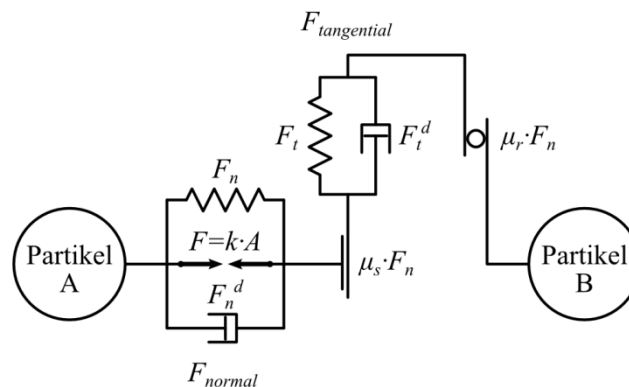 F_tangential
F_t
F_t^d
μ_r·F_n
F_n
Partikel
A
F=k·A
μ_s·F_n
Partikel
B
F_n^d
F_normal